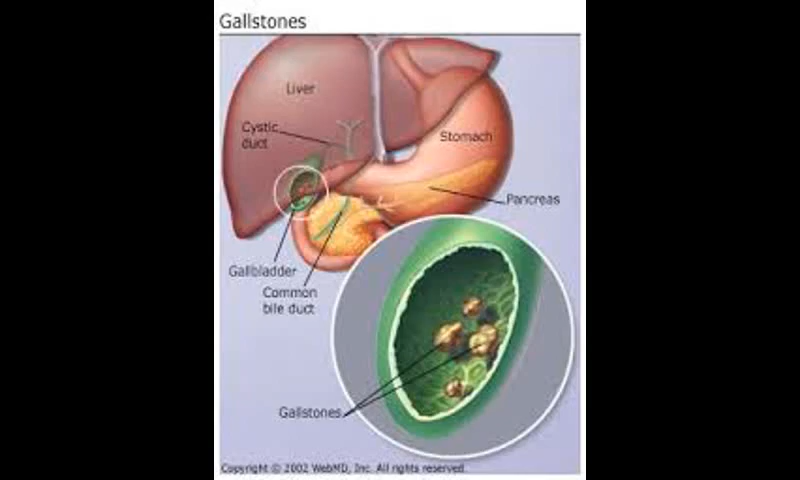 Gallstones
Liver
Cystic
duct
Stomach
Pancreas
Gallbladder
Common
bile duct
Gallstones
Copyright © 2002 WebMD, Inc. All rights reserved.